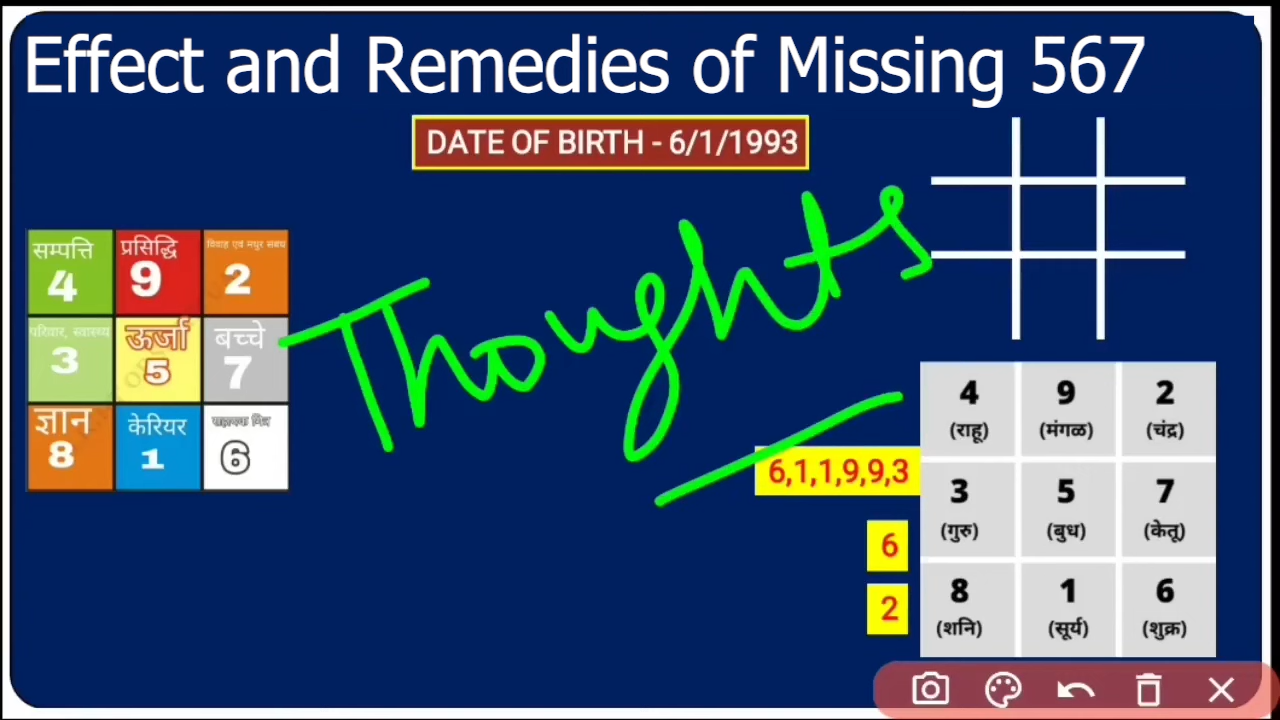 Effect and Remedies of Missing 567
DATE OF BIRTH - 6/1/1993
सम्पत्ति प्रसिद्धि विवाह एवं मधुर संबंध
4 9 2
परिवार, स्वास्थ्य ऊर्जा बच्चे
3 5 7
ज्ञान केरियर सहायक मित्र
8 1 6
Thoughts
6,1,1,9,9,3
6
2
4 9 2
(राहू) (मंगळ) (चंद्र)
3 5 7
(गुरु) (बुध) (केतू)
8 1 6
(शनि) (सूर्य) (शुक्र)